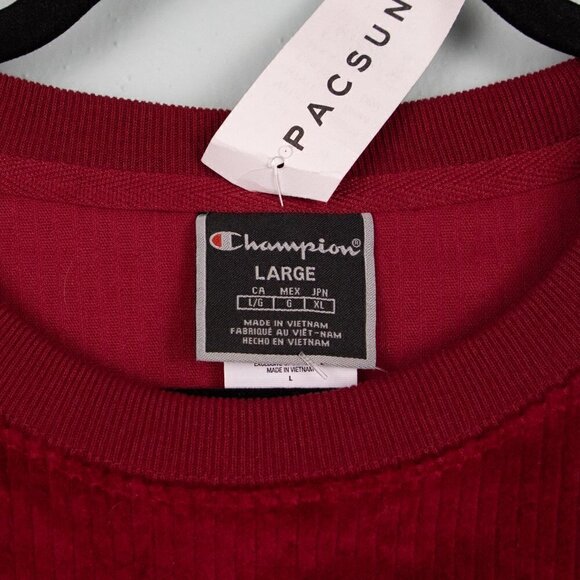 PACSUN
Champion®
LARGE
CA MEX JPN
L/G G XL
MADE IN VIETNAM
FABRIQUÉ AU VIÊT-NAM
HECHO EN VIETNAM
MADE IN VIETNAM
L